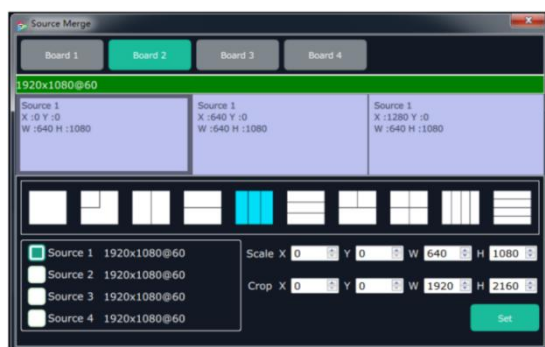 Source Merge
Board 1 Board 2 Board 3 Board 4
1920x1080@60
Source 1 Source 1 Source 1
X :0 Y :0 X :640 Y :0 X :1280 Y :0
W :640 H :1080 W :640 H :1080 W :640 H :1080
Source 1 1920x1080@60 Scale X 0 Y 0 W 640 H 1080
Source 2 1920x1080@60
Crop X 0 Y 0 W 1920 H 2160
Source 3 1920x1080@60
Source 4 1920x1080@60 Set